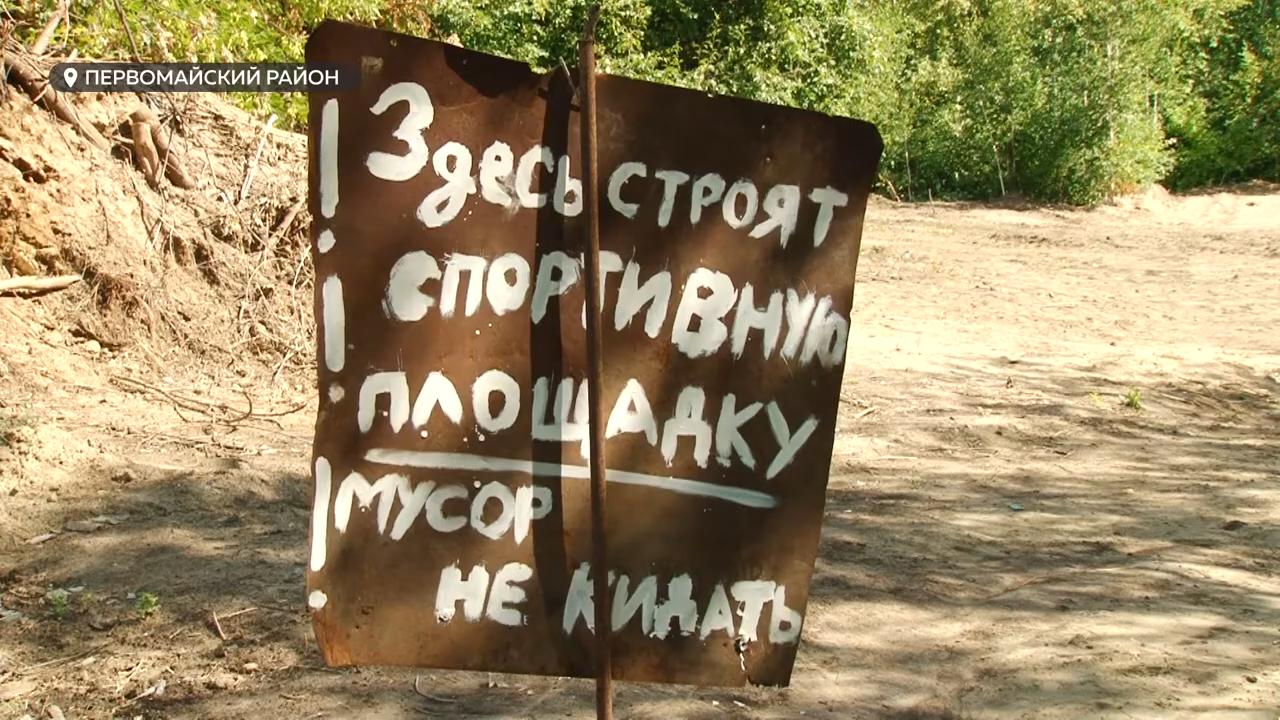 ПЕРВОМАЙСКИЙ РАЙОН
! Здесь строят
! спортивную
площадку
! мусор
не кидать